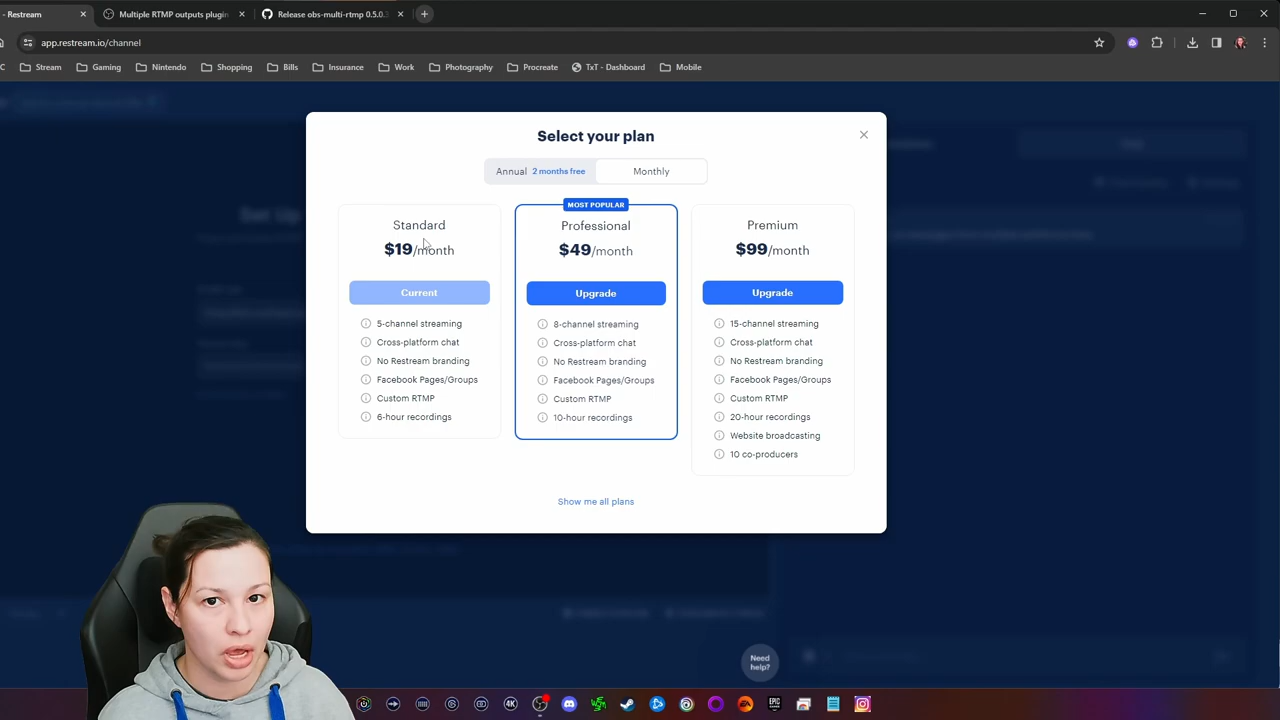 - Restream
Multiple RTMP outputs plugin
Release obs-multi-rtmp 0.5.0.
app.restream.io/channel
C
Stream
Gaming
Nintendo
Shopping
Bills
Insurance
Work
Photography
Procreate
TxT - Dashboard
Mobile
Select your plan
Annual 2 months free
Monthly
MOST POPULAR
Standard
$19/month
Current
5-channel streaming
Cross-platform chat
No Restream branding
Facebook Pages/Groups
Custom RTMP
6-hour recordings
Professional
$49/month
Upgrade
8-channel streaming
Cross-platform chat
No Restream branding
Facebook Pages/Groups
Custom RTMP
10-hour recordings
Premium
$99/month
Upgrade
15-channel streaming
Cross-platform chat
No Restream branding
Facebook Pages/Groups
Custom RTMP
20-hour recordings
Website broadcasting
10 co-producers
Show me all plans
Need
help?
4K
EA
EPIC